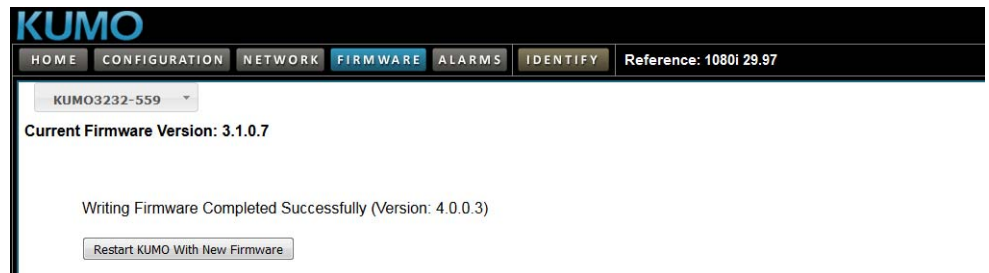 KUMO
HOME CONFIGURATION NETWORK FIRMWARE ALARMS IDENTIFY Reference: 1080i 29.97
KUMO3232-559
Current Firmware Version: 3.1.0.7
Writing Firmware Completed Successfully (Version: 4.0.0.3)
Restart KUMO With New Firmware